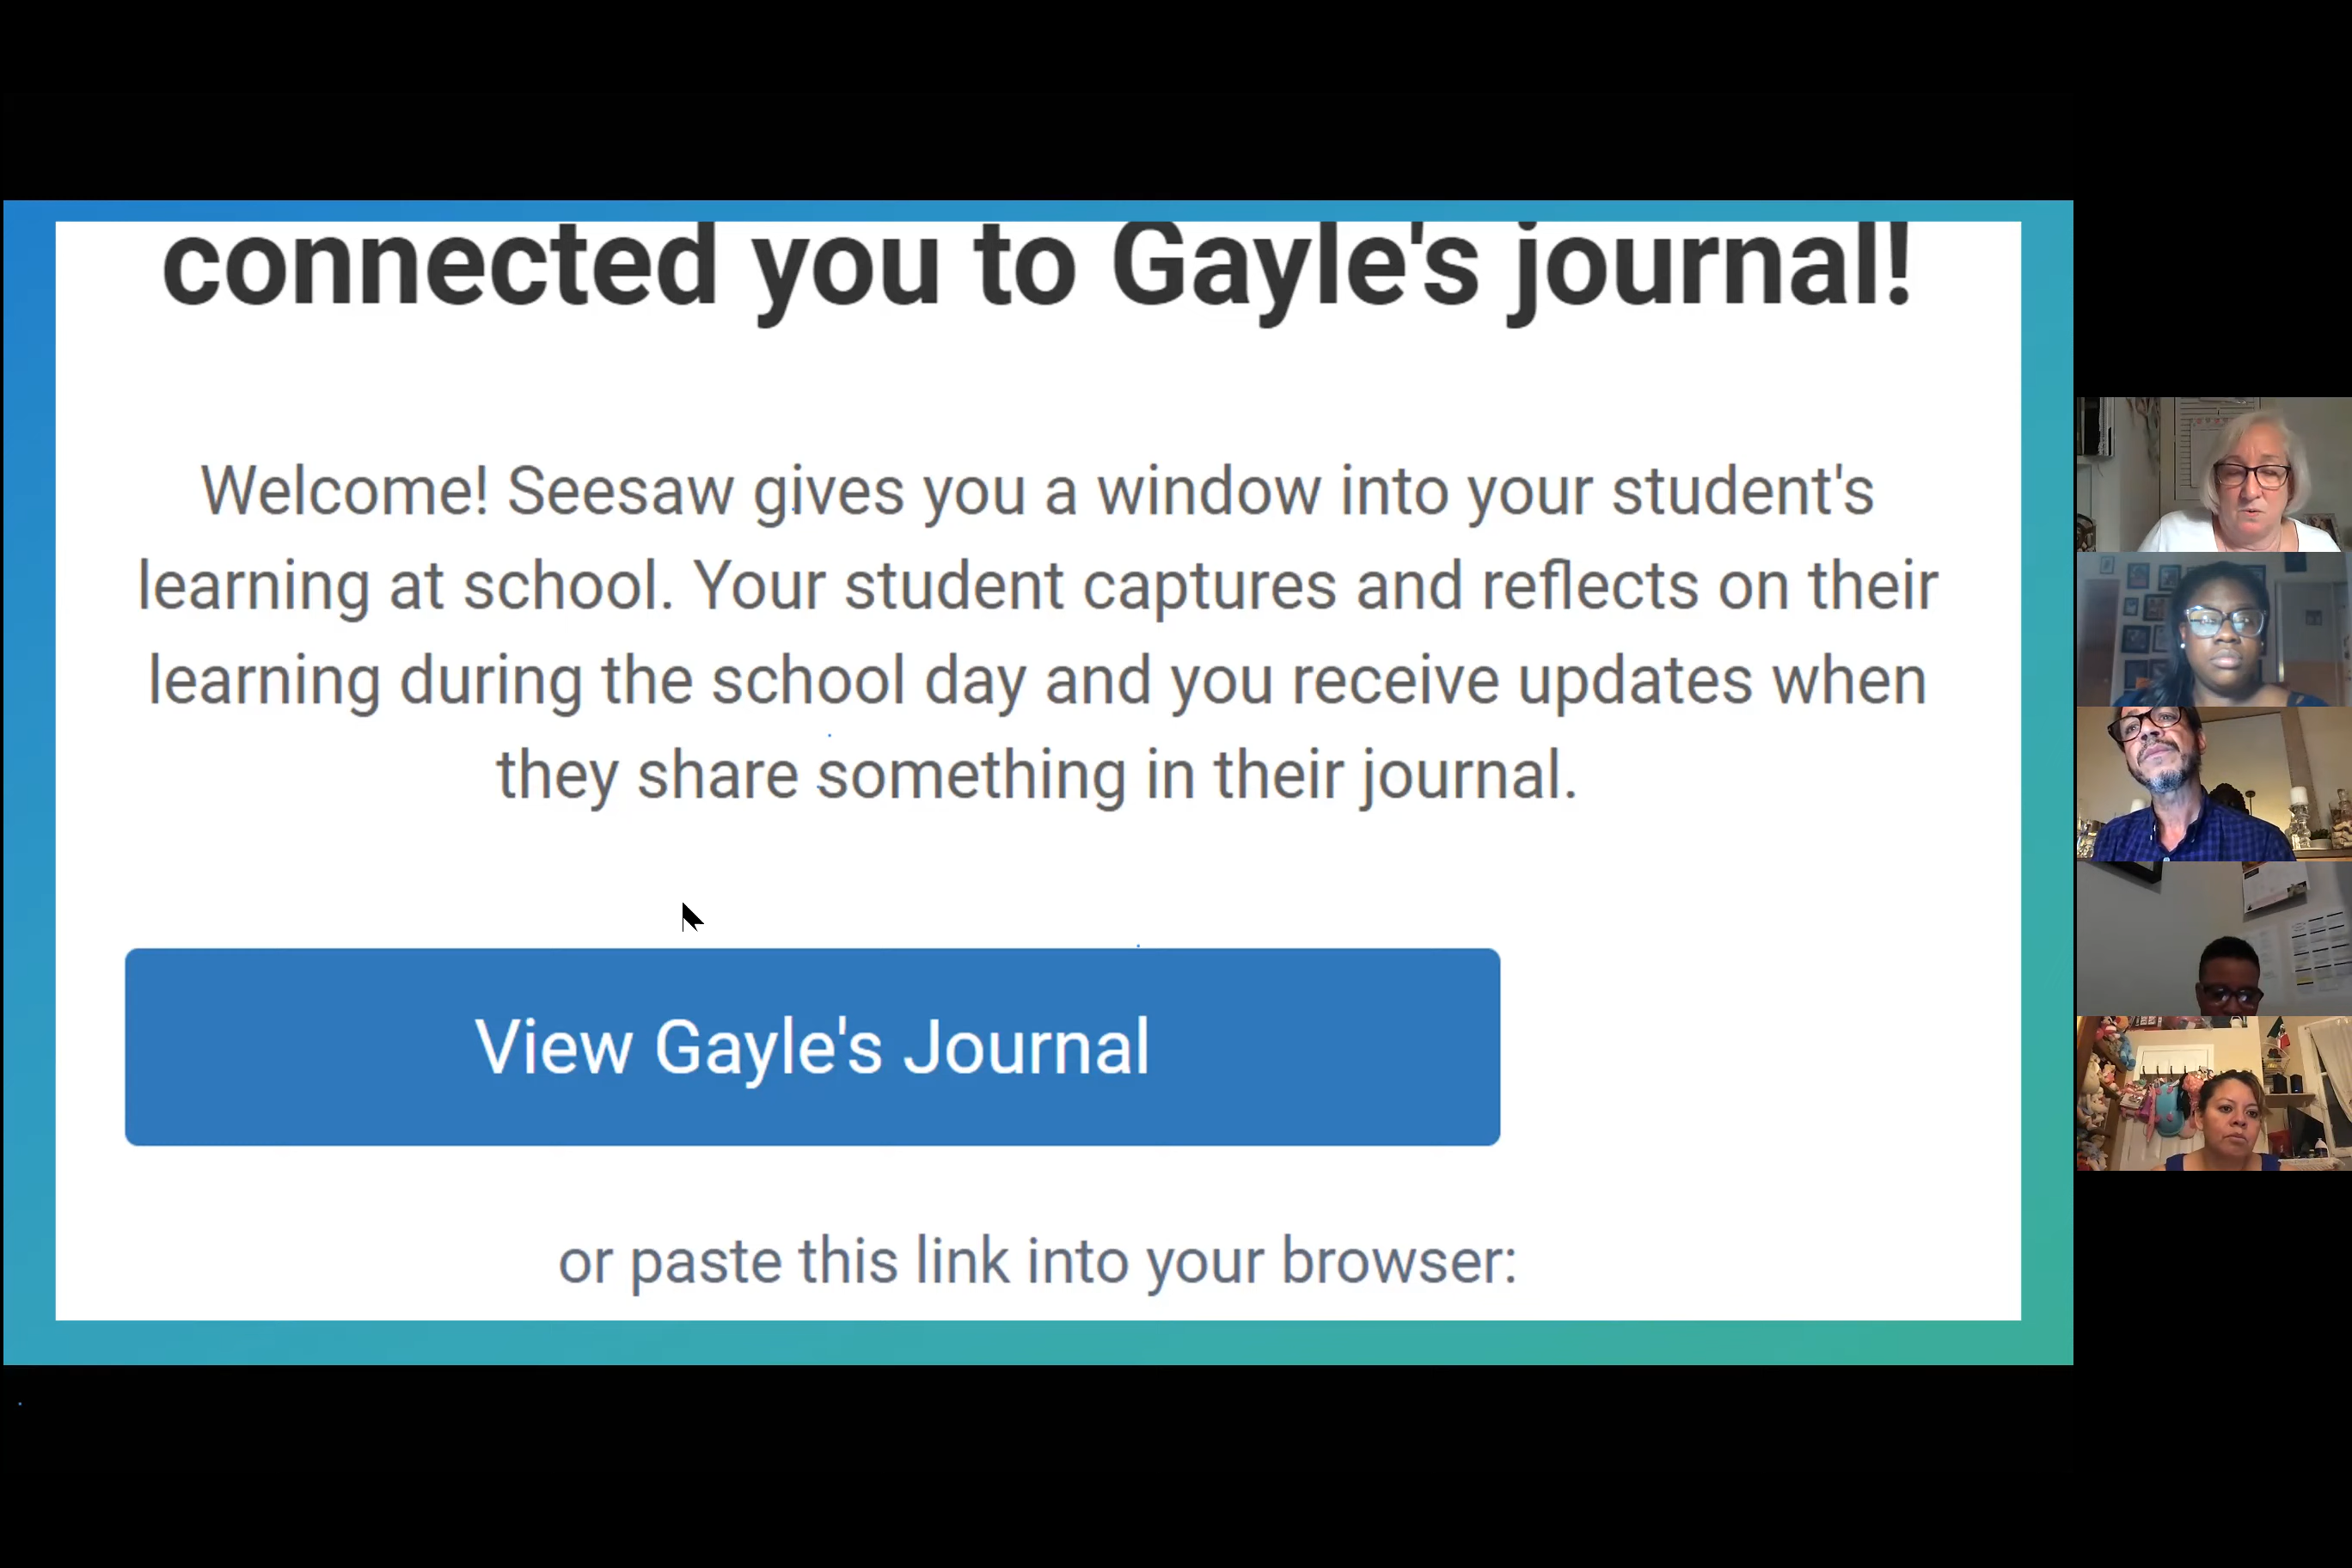 connected you to Gayle's journal!
Welcome! Seesaw gives you a window into your student's
learning at school. Your student captures and reflects on their
learning during the school day and you receive updates when
they share something in their journal.
View Gayle's Journal
or paste this link into your browser: